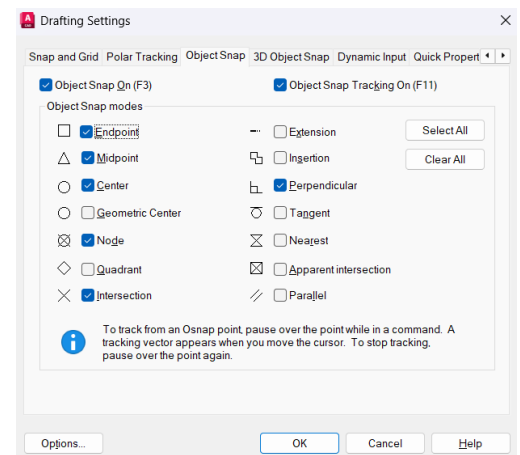 Drafting Settings
Snap and Grid Polar Tracking Object Snap 3D Object Snap Dynamic Input Quick Propert
Object Snap On (F3) Object Snap Tracking On (F11)
Object Snap modes
Endpoint Extension Select All
Midpoint Insertion Clear All
Center Perpendicular
Geometric Center Tangent
Node Nearest
Quadrant Apparent intersection
Intersection Parallel
To track from an Osnap point, pause over the point while in a command. A
tracking vector appears when you move the cursor. To stop tracking,
pause over the point again.
Options... OK Cancel Help